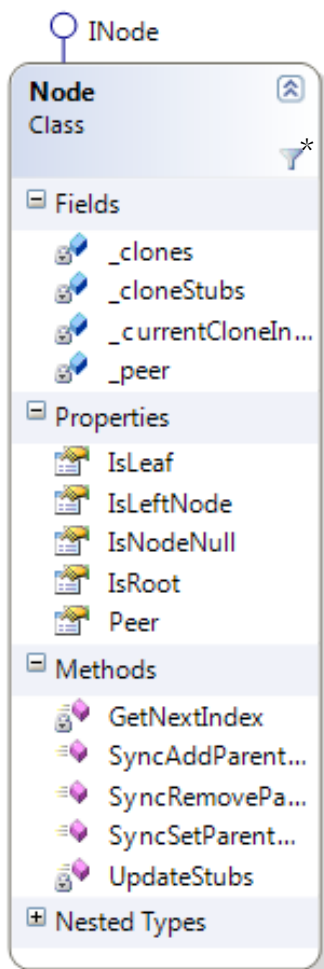 INode
Node
Class
*
Fields
_clones
_cloneStubs
_currentCloneIn...
_peer
Properties
IsLeaf
IsLeftNode
IsNodeNull
IsRoot
Peer
Methods
GetNextIndex
SyncAddParent...
SyncRemovePa...
SyncSetParent...
UpdateStubs
Nested Types